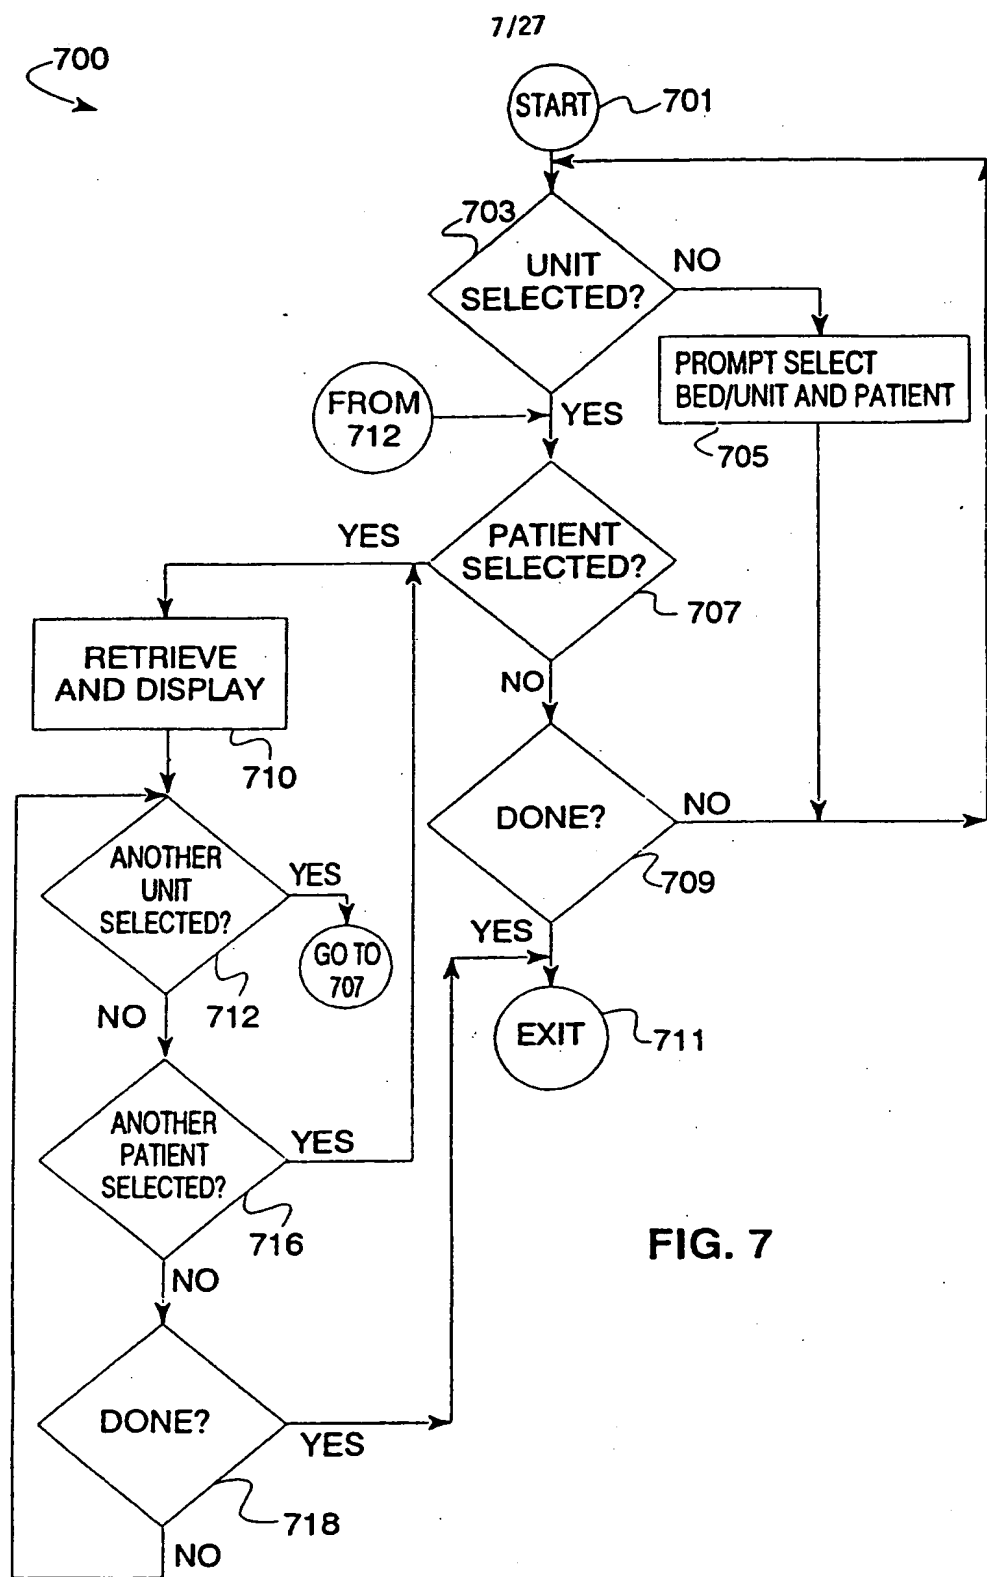 7/27
700
START
701
703
UNIT
SELECTED?
NO
PROMPT SELECT
BED/UNIT AND PATIENT
705
FROM
712
YES
PATIENT
SELECTED?
707
YES
NO
RETRIEVE
AND DISPLAY
710
DONE?
NO
709
YES
EXIT
711
ANOTHER
UNIT
SELECTED?
YES
GO TO
707
712
NO
ANOTHER
PATIENT
SELECTED?
YES
716
NO
DONE?
YES
718
NO
FIG. 7